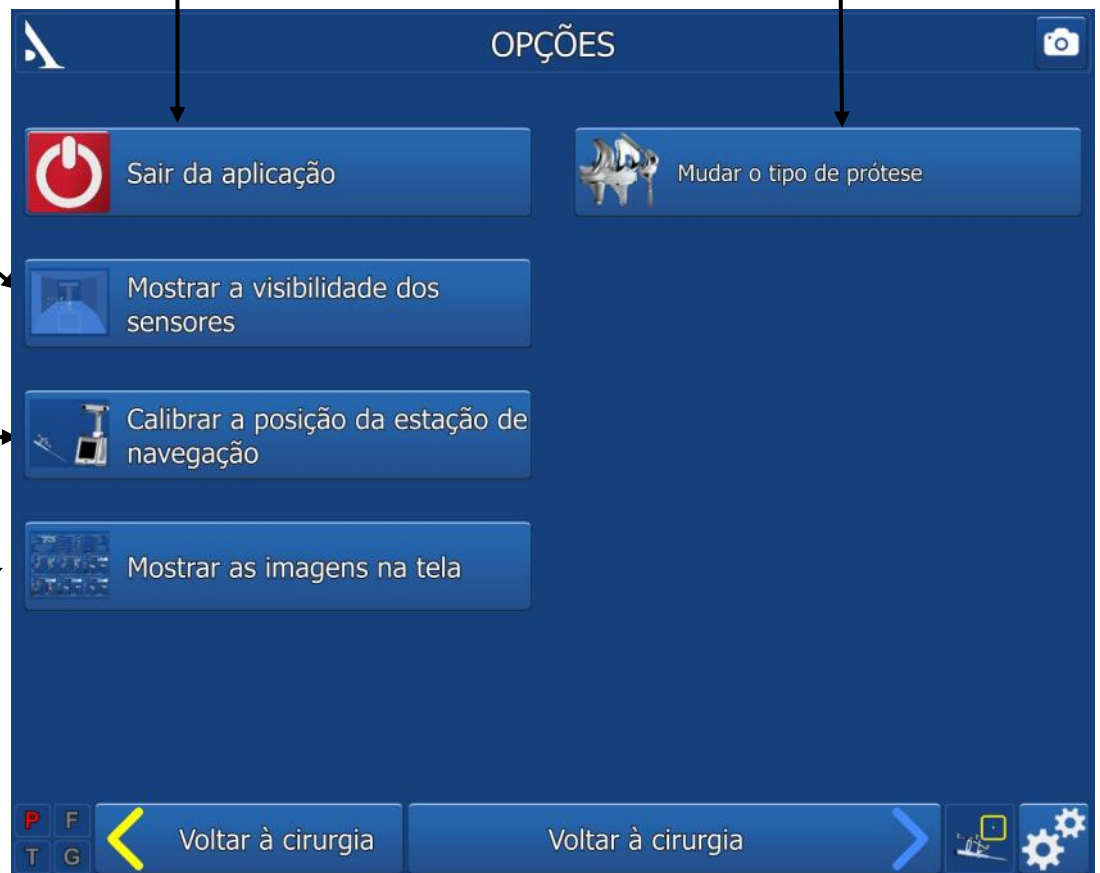 OPÇÕES
Sair da aplicação
Mudar o tipo de prótese
Mostrar a visibilidade dos
sensores
Calibrar a posição da estação de
navegação
Mostrar as imagens na tela
P F
T G
Voltar à cirurgia
Voltar à cirurgia